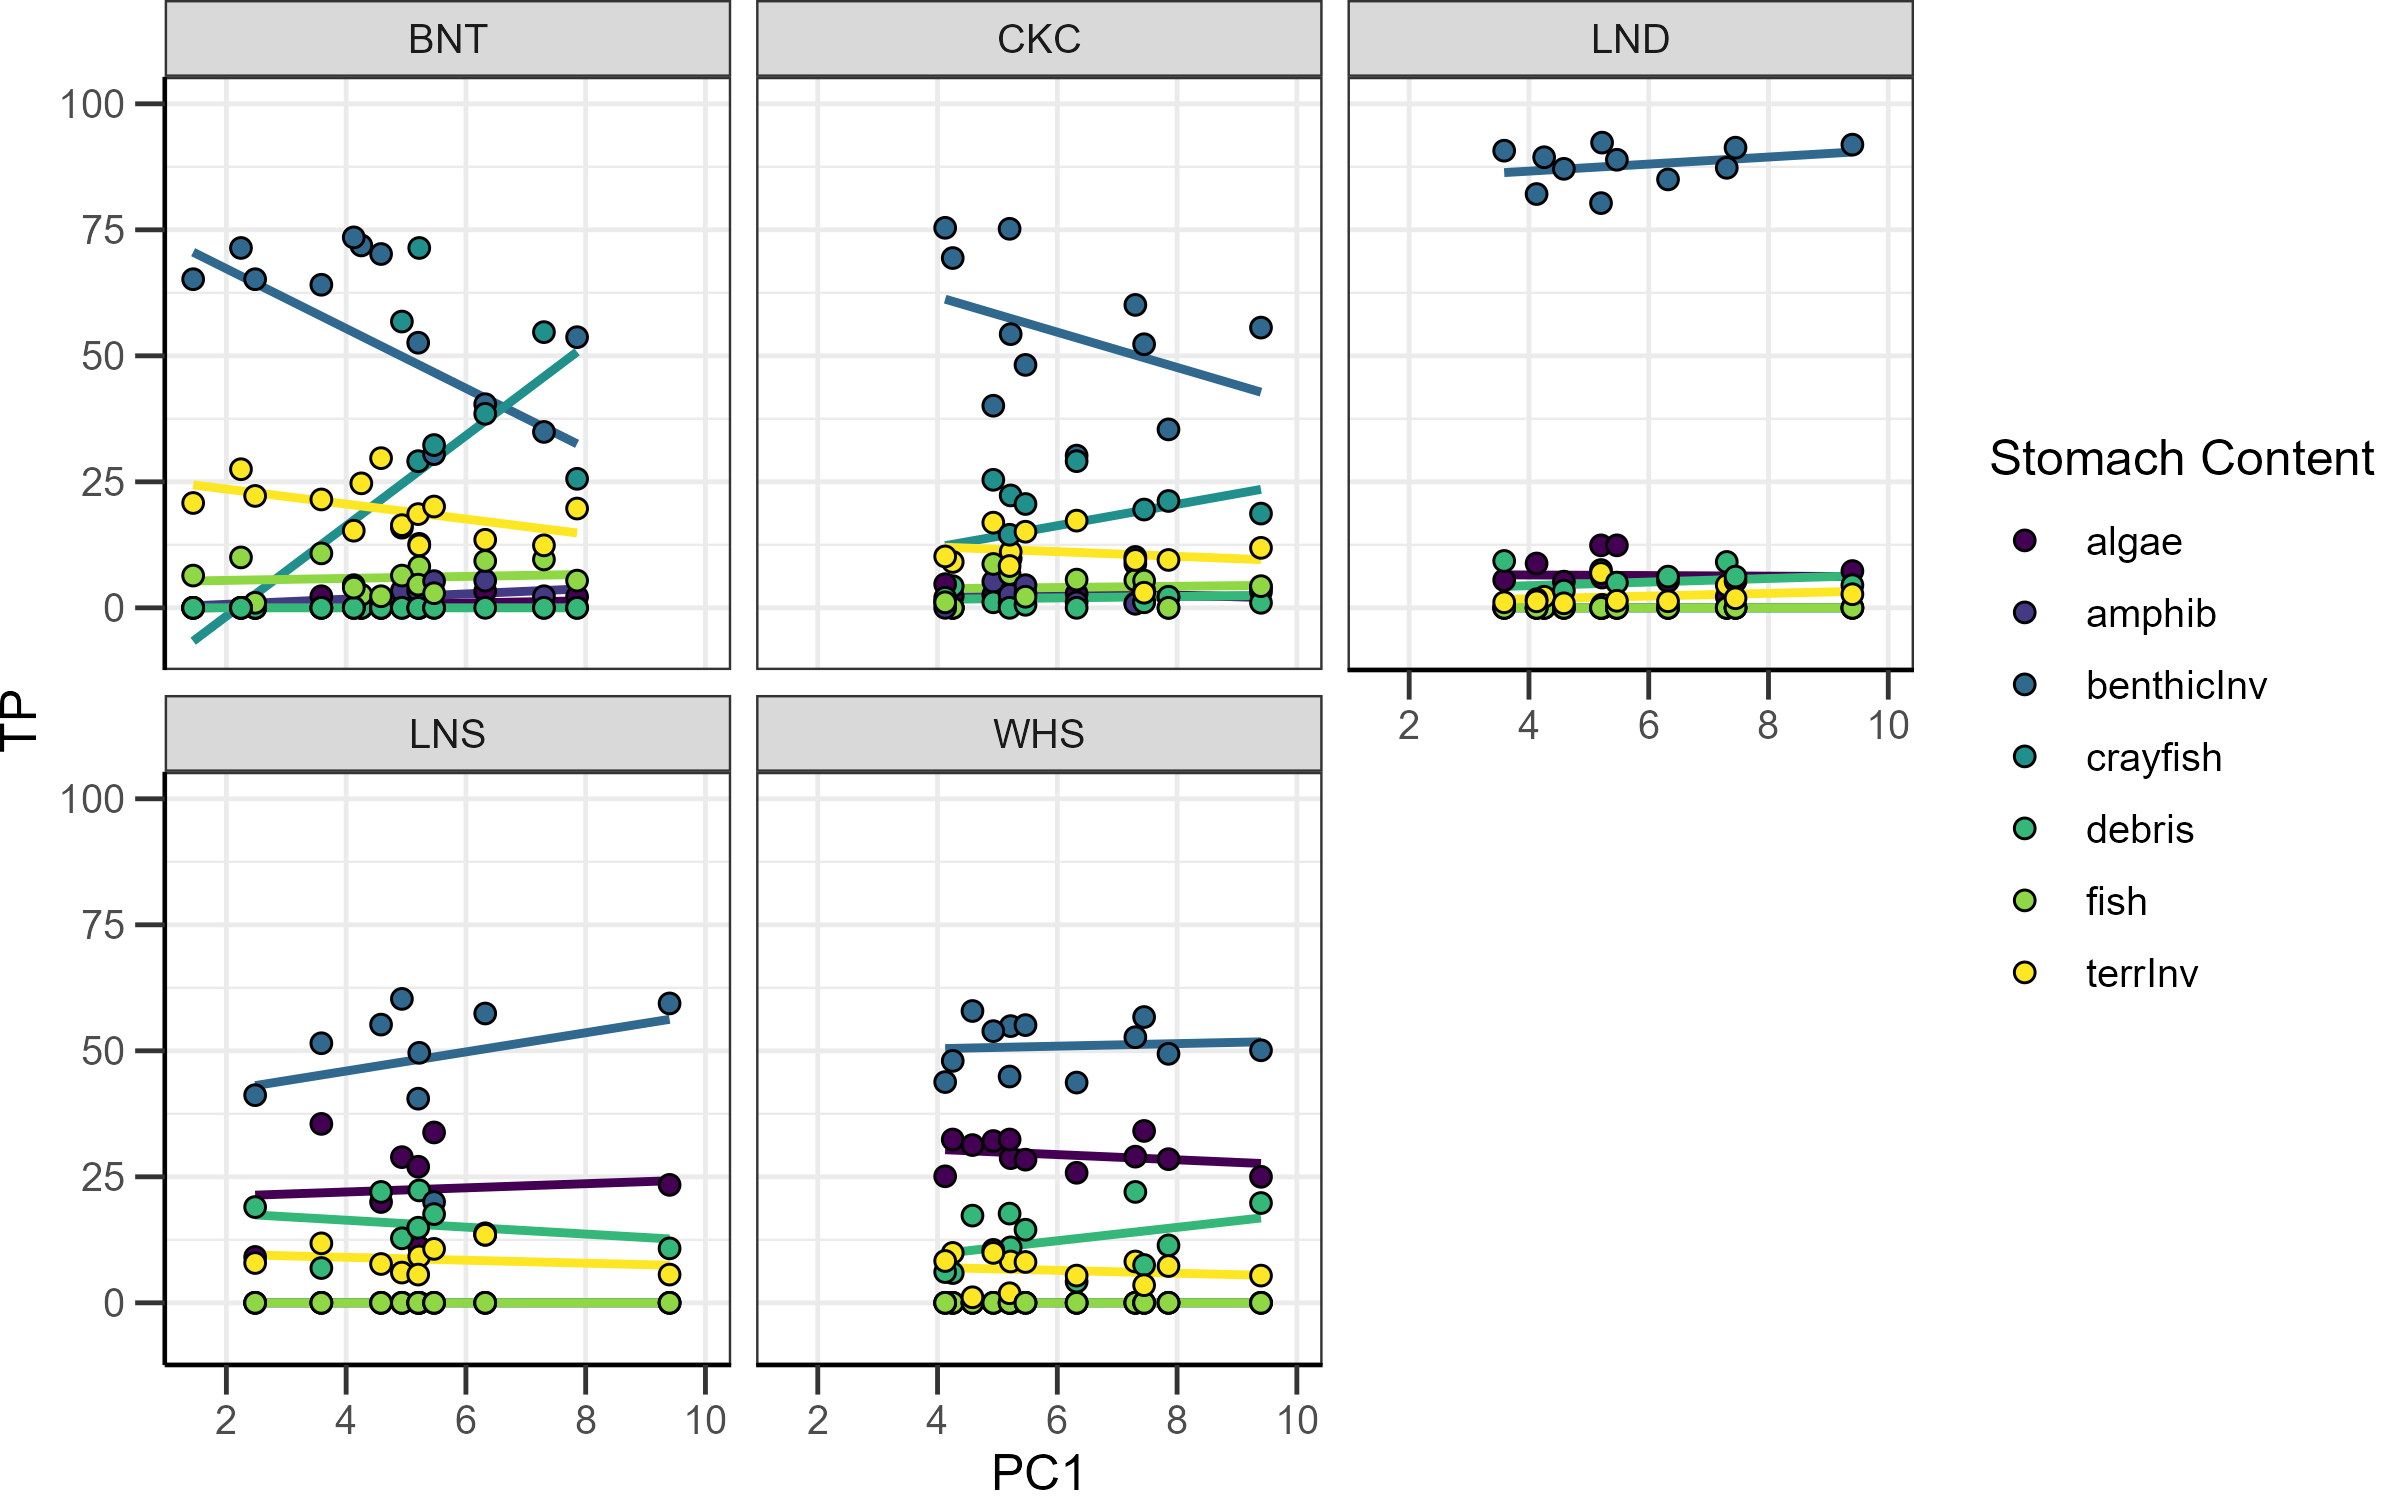 BNT CKC LND
100
75
50
25
0
2 4 6 8 10
TP
LNS WHS
100
75
50
25
0
2 4 6 8 10 2 4 6 8 10
PC1
Stomach Content
algae
amphib
benthicInv
crayfish
debris
fish
terrInv